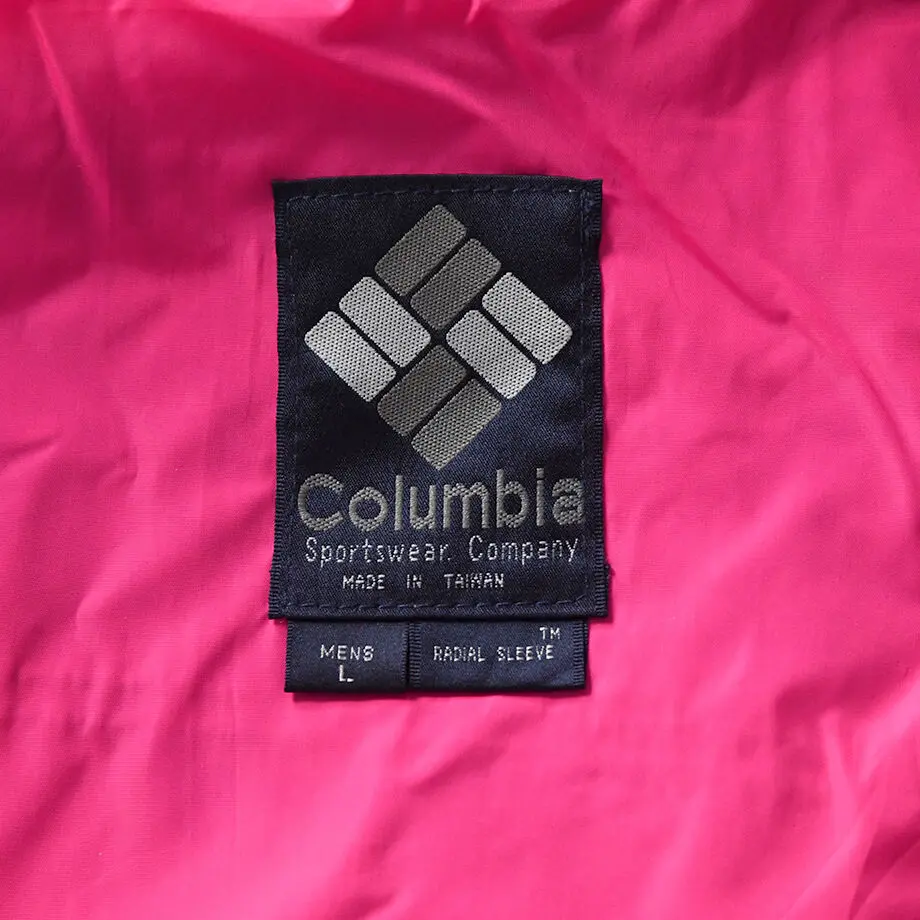 Columbia
Sportswear. Company
MADE IN TAIWAN
MENS
L
TM
RADIAL SLEEVE